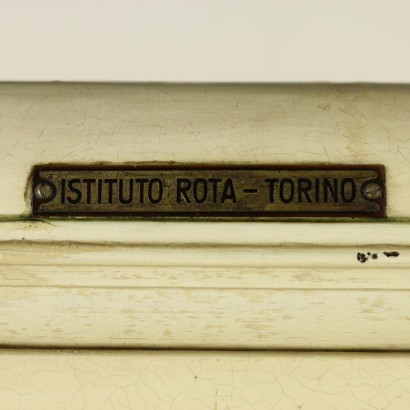 ISTITUTO ROTA – TORINO